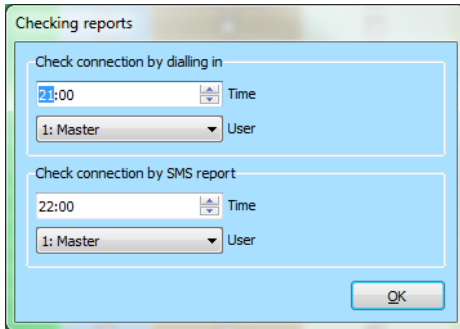 Checking reports
Check connection by dialling in
21:00 Time
1: Master User
Check connection by SMS report
22:00 Time
1: Master User
OK